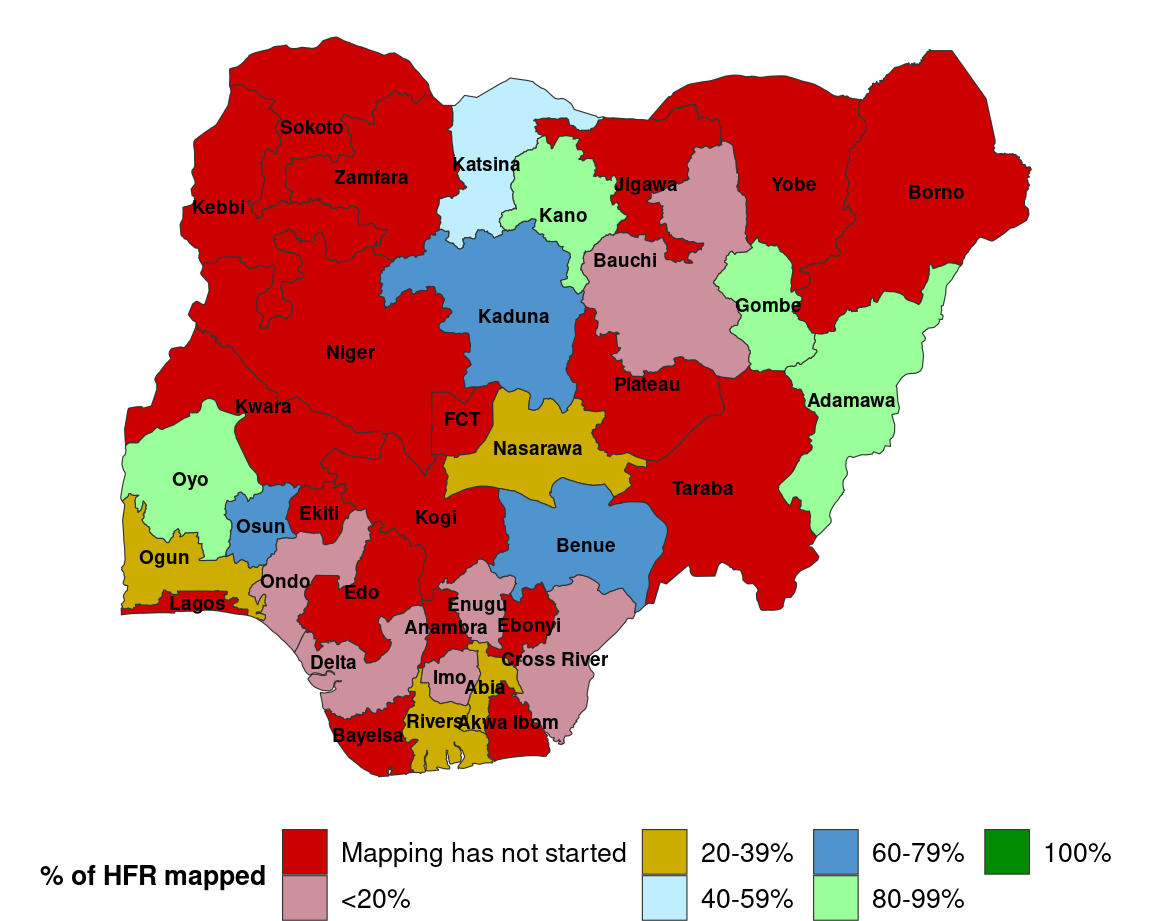 Sokoto
Katsina
Zamfara
Jigawa
Yobe
Borno
Kebbi
Kano
Bauchi
Gombe
Kaduna
Niger
Plateau
Adamawa
Kwara
FCT
Nasarawa
Oyo
Taraba
Ekiti
Kogi
Osun
Benue
Ogun
Ondo
Edo
Lagos
Enugu
Anambra
Ebonyi
Delta
Cross River
Imo
Abia
Rivers
Akwa Ibom
Bayelsa
% of HFR mapped
Mapping has not started
<20%
20-39%
40-59%
60-79%
80-99%
100%